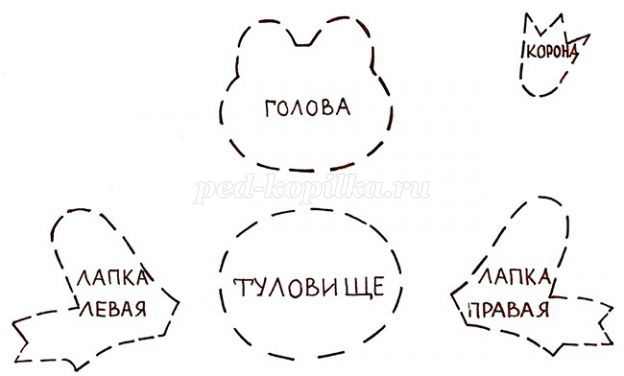 КОРОНА
ГОЛОВА
ped-kopilka.ru
ЛАПКА
ЛЕВАЯ
ТУЛОВИЩЕ
ЛАПКА
ПРАВАЯ